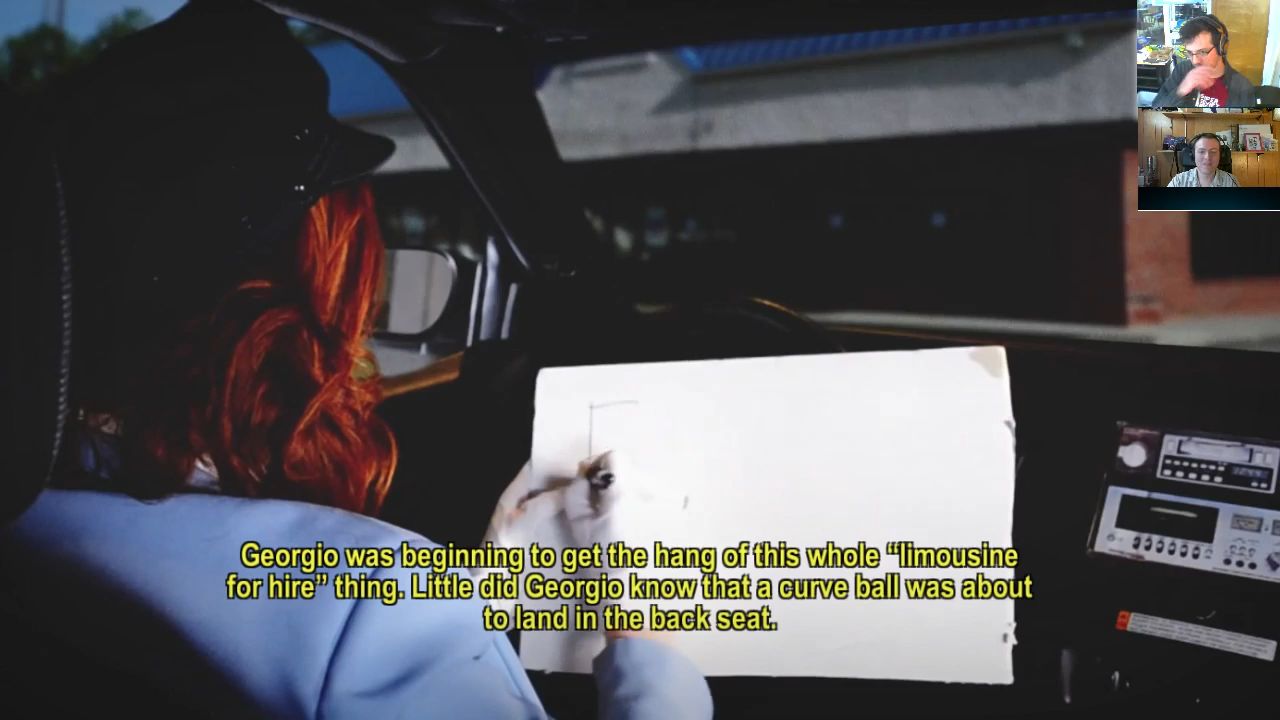 Georgio was beginning to get the hang of this whole “limousine
for hire” thing. Little did Georgio know that a curve ball was about
to land in the back seat.